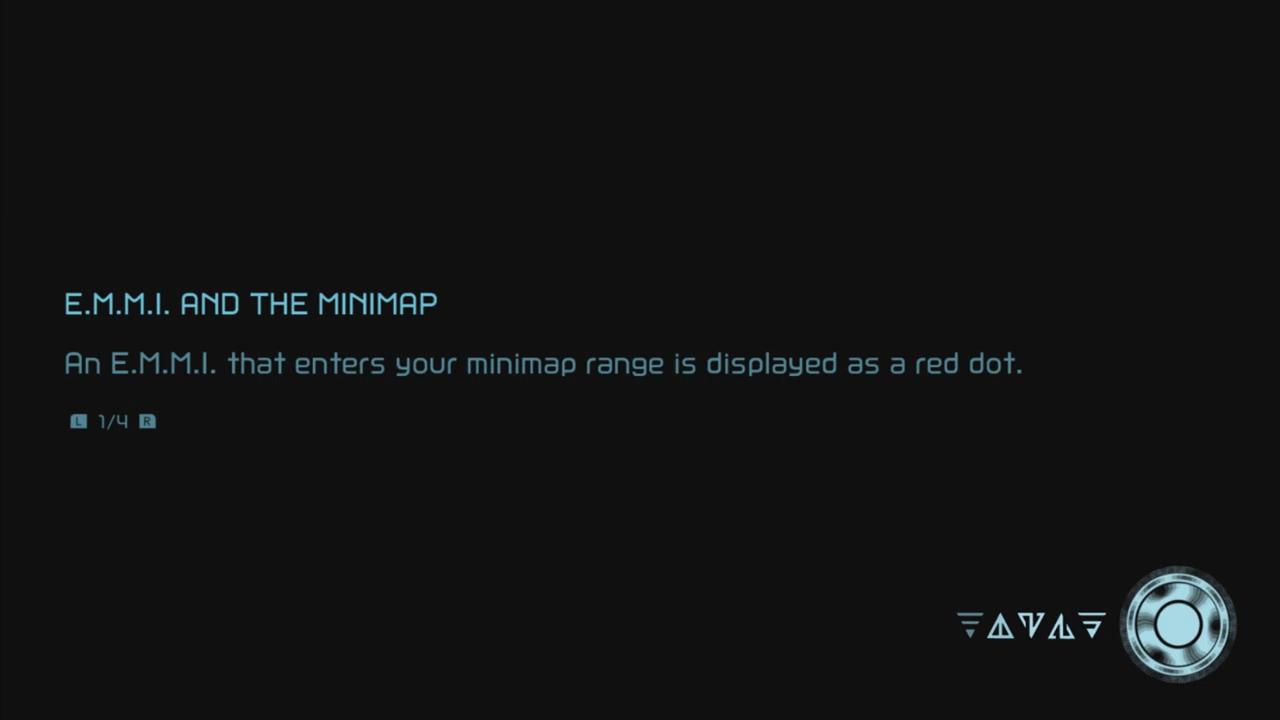 E.M.M.I. AND THE MINIMAP
An E.M.M.I. that enters your minimap range is displayed as a red dot.
L 1/4 R